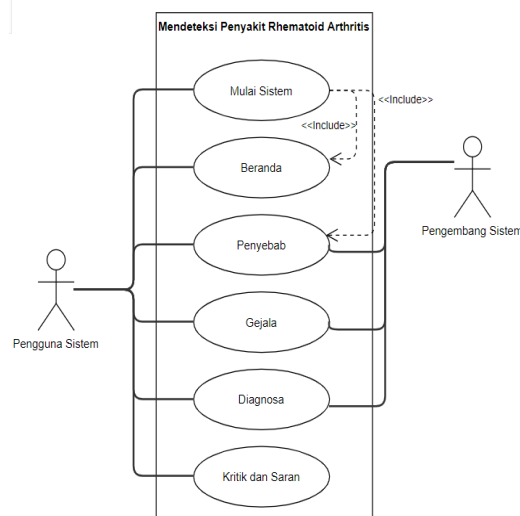 Mendeteksi Penyakit Rhematoid Arthritis
Mulai Sistem
<<Include>>
<<Include>>
Beranda
Penyebab
Pengembang Sistem
Gejala
Pengguna Sistem
Diagnosa
Kritik dan Saran